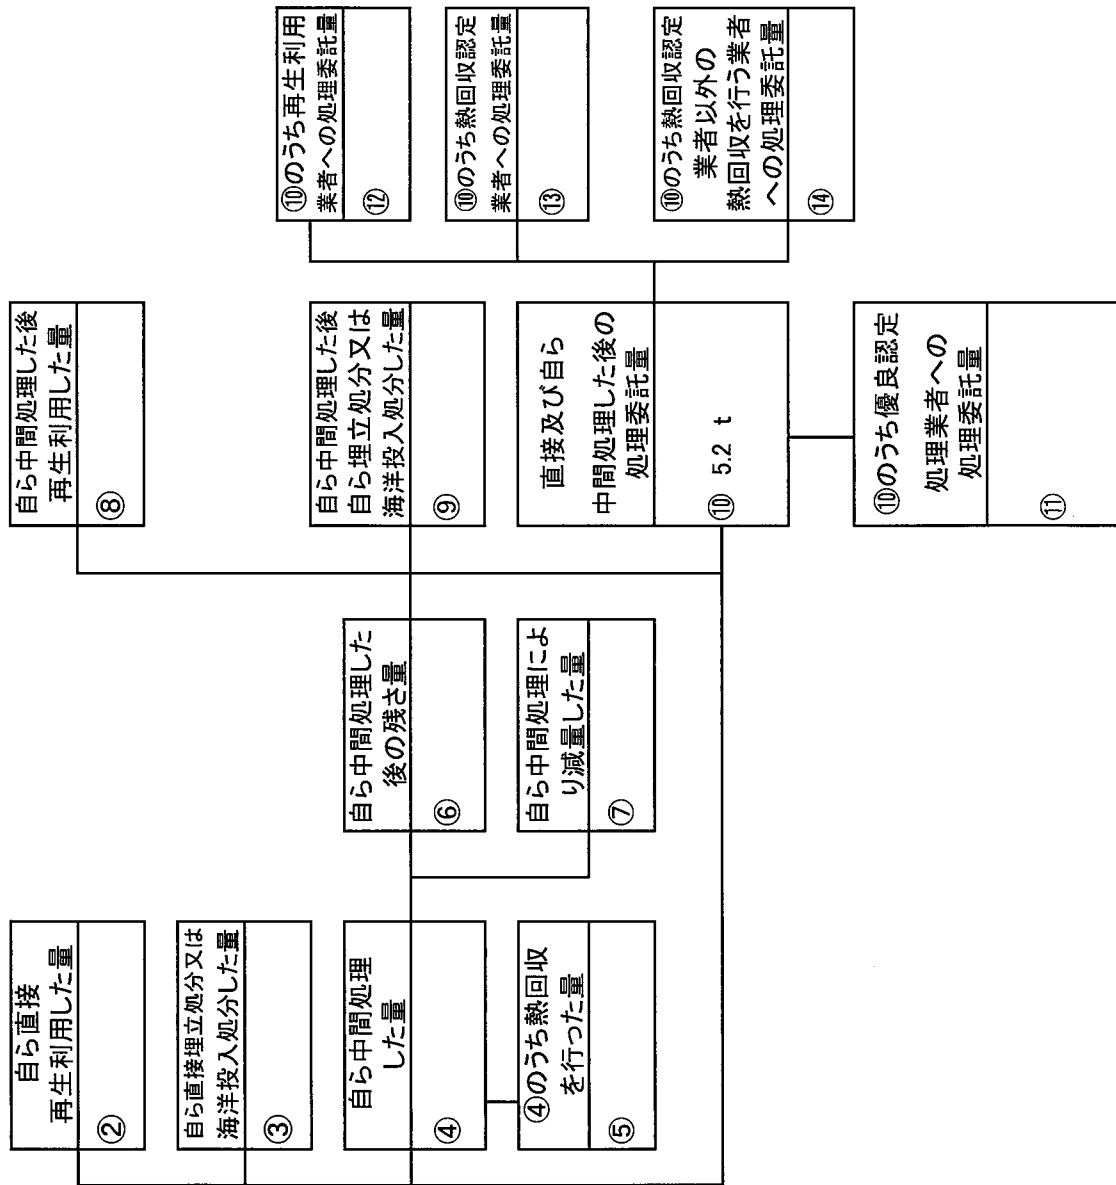 自ら直接
再生利用した量
②
自ら直接埋立処分又は
海洋投入処分した量
③
自ら中間処理
した量
④
④のうち熱回収
を行った量
⑤
自ら中間処理した
後の残さ量
⑥
自ら中間処理によ
り減量した量
⑦
自ら中間処理した後
再生利用した量
⑧
自ら中間処理した後
自ら埋立処分又は
海洋投入処分した量
⑨
直接及び自ら
中間処理した後の
処理委託量
⑩ 5.2 t
⑩のうち優良認定
処理業者への
処理委託量
⑪
⑩のうち再生利用
業者への処理委託量
⑫
⑩のうち熱回収認定
業者への処理委託量
⑬
⑩のうち熱回収認定
業者以外の
熱回収を行う業者
への処理委託量
⑭